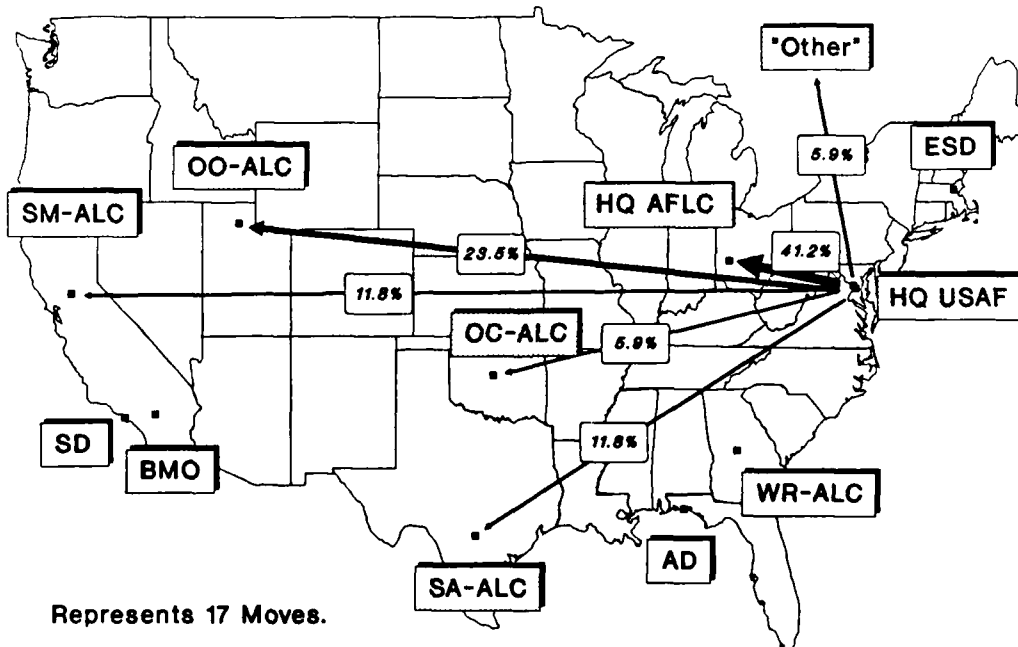 "Other"
5.9%
ESD
OO-ALC
HQ AFLC
SM-ALC
23.5%
41.2%
11.8%
HQ USAF
OC-ALC
5.9%
SD
BMO
11.8%
WR-ALC
AD
SA-ALC
Represents 17 Moves.